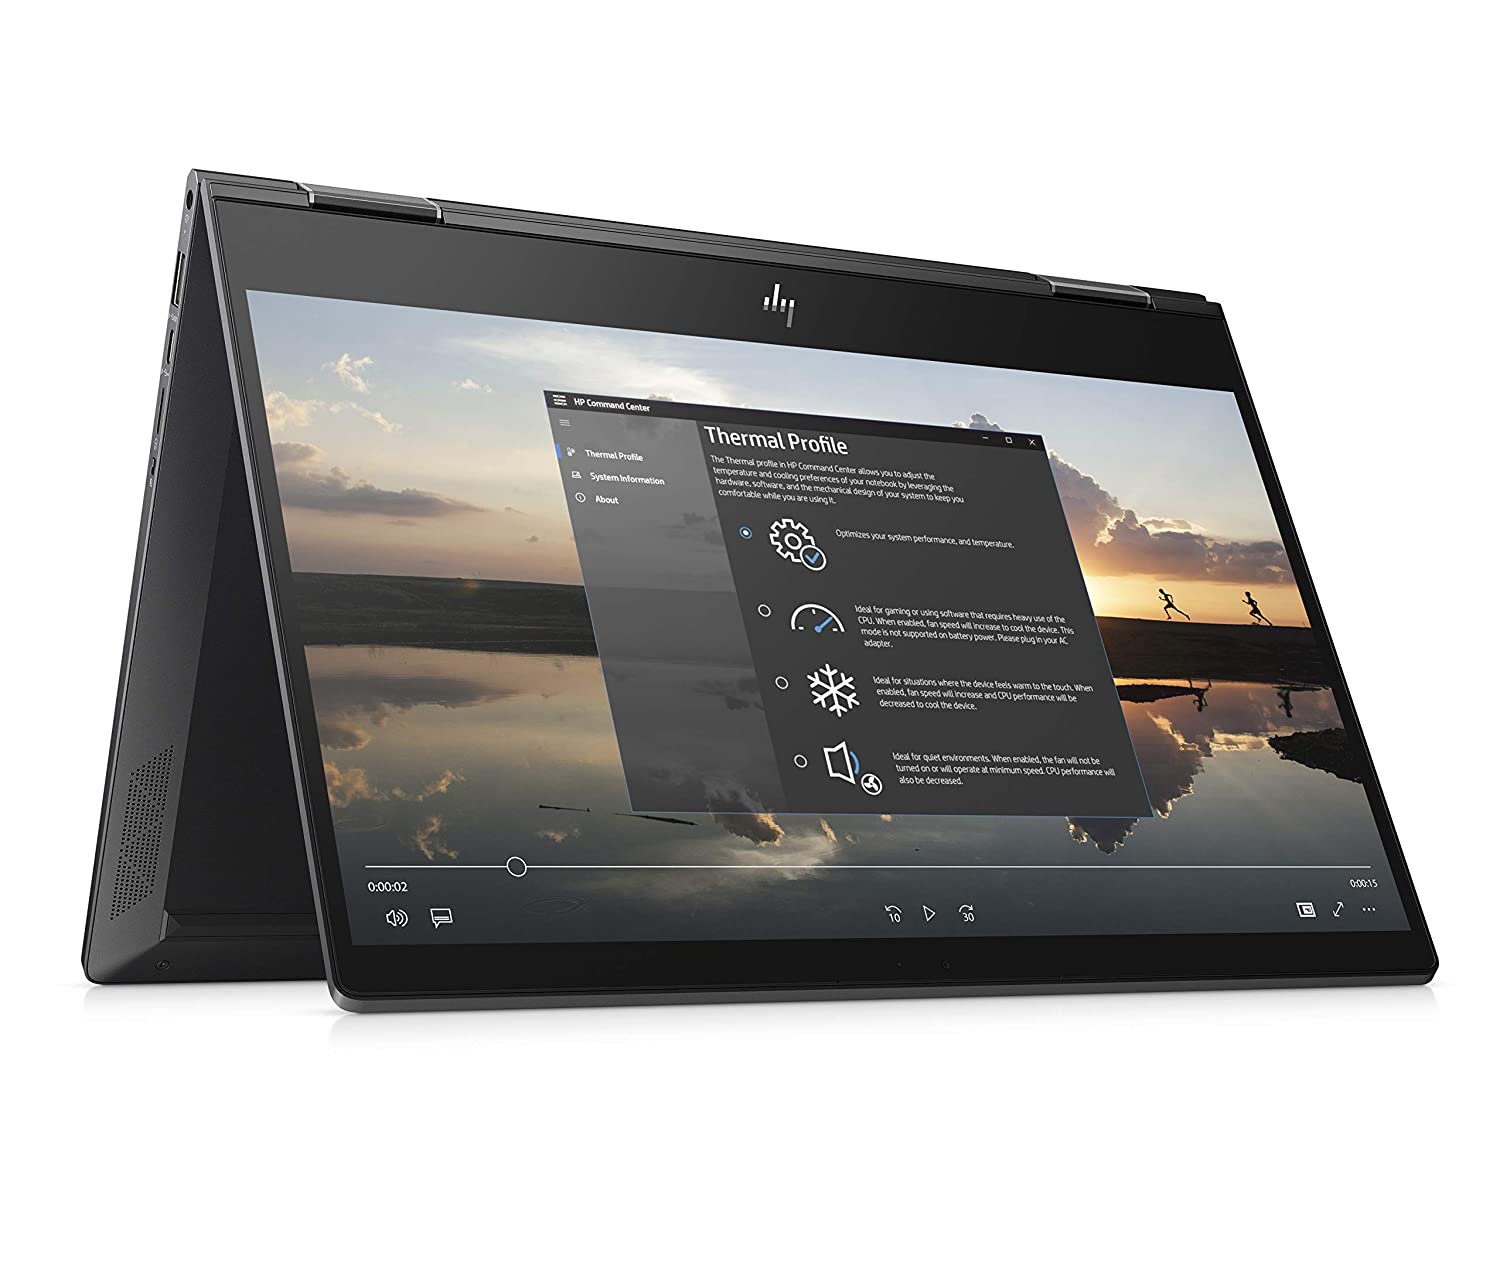 hp
HP Command Center
Thermal Profile
System Information
About
Thermal Profile
The Thermal profile in HP Command Center allows you to adjust the
temperature and cooling preferences of your notebook by leveraging the
hardware, software, and the mechanical design of your system to keep you
comfortable while you are using it.
Optimizes your system performance, and temperature.
Ideal for gaming or using software that requires heavy use of the
CPU. When enabled, fan speed will increase to cool the device. This
mode is not supported on battery power. Please plug in your AC
adapter.
Ideal for situations where the device feels warm to the touch. When
enabled, fan speed will increase and CPU performance will be
decreased to cool the device.
Ideal for quiet environments. When enabled, the fan will not be
turned on or will operate at minimum speed. CPU performance will
also be decreased.
0:00:02
0:00:15
10
30